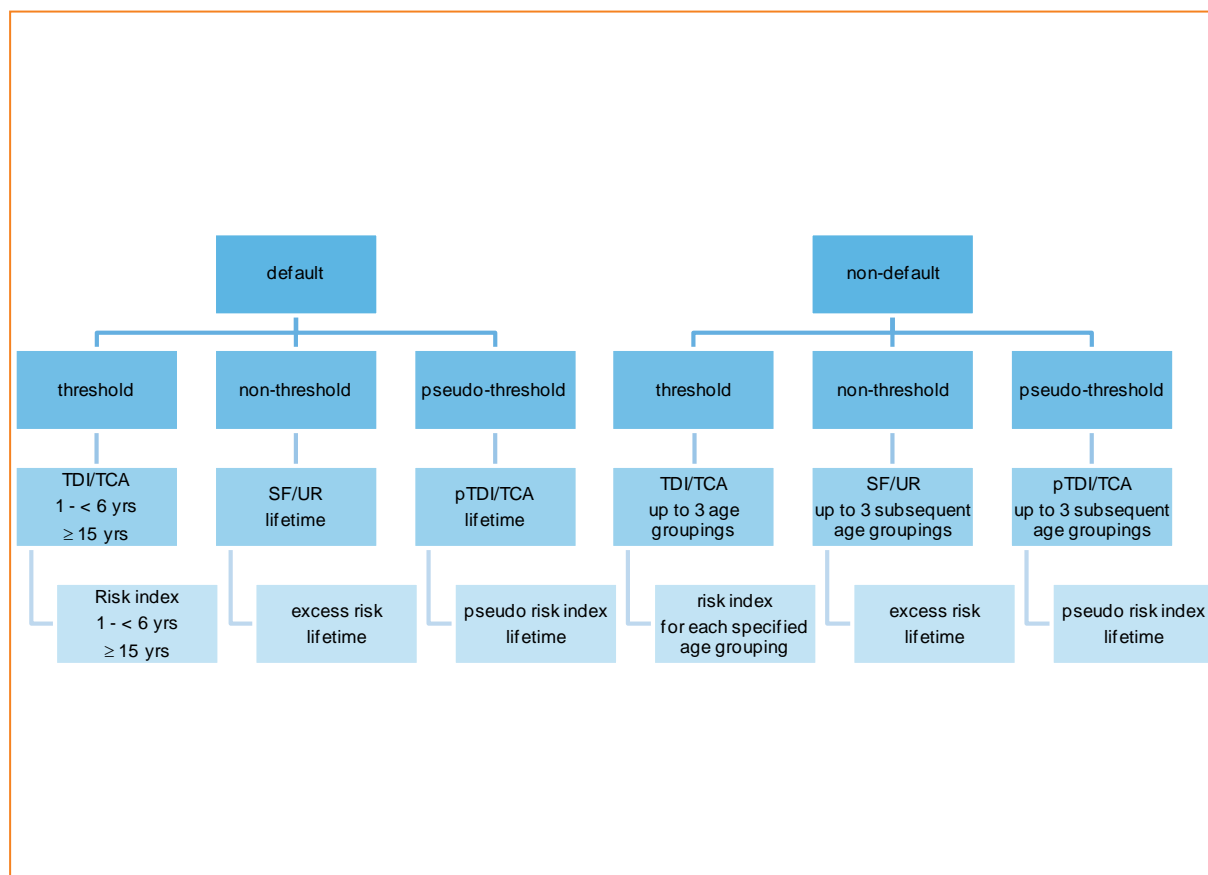 default
non-default
threshold
non-threshold
pseudo-threshold
threshold
non-threshold
pseudo-threshold
TDI/TCA
1 - < 6 yrs
≥ 15 yrs
SF/UR
lifetime
pTDI/TCA
lifetime
TDI/TCA
up to 3 age
groupings
SF/UR
up to 3 subsequent
age groupings
pTDI/TCA
up to 3 subsequent
age groupings
Risk index
1 - < 6 yrs
≥ 15 yrs
excess risk
lifetime
pseudo risk index
lifetime
risk index
for each specified
age grouping
excess risk
lifetime
pseudo risk index
lifetime